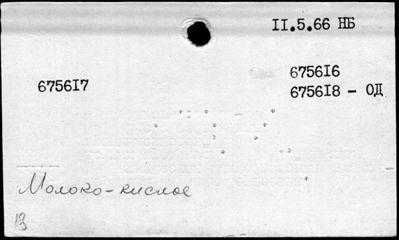 II.5.66 НБ
675617
675616
675618 - ОД
Молоко-кислое